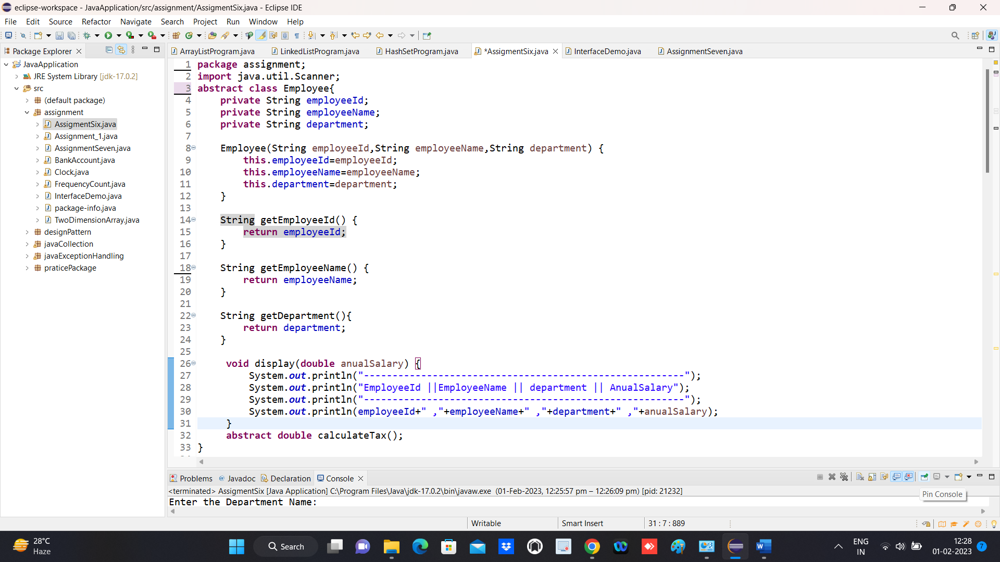 eclipse-workspace - JavaApplication/src/assignment/AssigmentSix.java - Eclipse IDE
File Edit Source Refactor Navigate Search Project Run Window Help
Package Explorer
ArrayListProgram.java LinkedListProgram.java HashSetProgram.java *AssigmentSix.java InterfaceDemo.java AssignmentSeven.java
JavaApplication
JRE System Library [jdk-17.0.2]
src
(default package)
assignment
AssigmentSix.java
Assignment_1.java
AssignmentSeven.java
BankAccount.java
Clock.java
FrequencyCount.java
InterfaceDemo.java
package-info.java
TwoDimensionArray.java
designPattern
javaCollection
javaExceptionHandling
praticePackage
1 package assignment;
2 import java.util.Scanner;
3 abstract class Employee{
4 private String employeeId;
5 private String employeeName;
6 private String department;
7
8 Employee(String employeeId,String employeeName,String department) {
9 this.employeeId=employeeId;
10 this.employeeName=employeeName;
11 this.department=department;
12 }
13
14 String getEmployeeId() {
15 return employeeId;
16 }
17
18 String getEmployeeName() {
19 return employeeName;
20 }
21
22 String getDepartment(){
23 return department;
24 }
25
26 void display(double anualSalary) {
27 System.out.println("--------------------------------------------------------");
28 System.out.println("EmployeeId ||EmployeeName || department || AnualSalary");
29 System.out.println("--------------------------------------------------------");
30 System.out.println(employeeId+" ,"+employeeName+" ,"+department+" ,"+anualSalary);
31 }
32 abstract double calculateTax();
33 }
Problems Javadoc Declaration Console
<terminated> AssigmentSix [Java Application] C:\Program Files\Java\jdk-17.0.2\bin\javaw.exe (01-Feb-2023, 12:25:57 pm – 12:26:09 pm) [pid: 21232]
Pin Console
Enter the Department Name:
Writable Smart Insert 31 : 7 : 889
28°C
Haze
Search
ENG
IN
12:28
01-02-2023
7